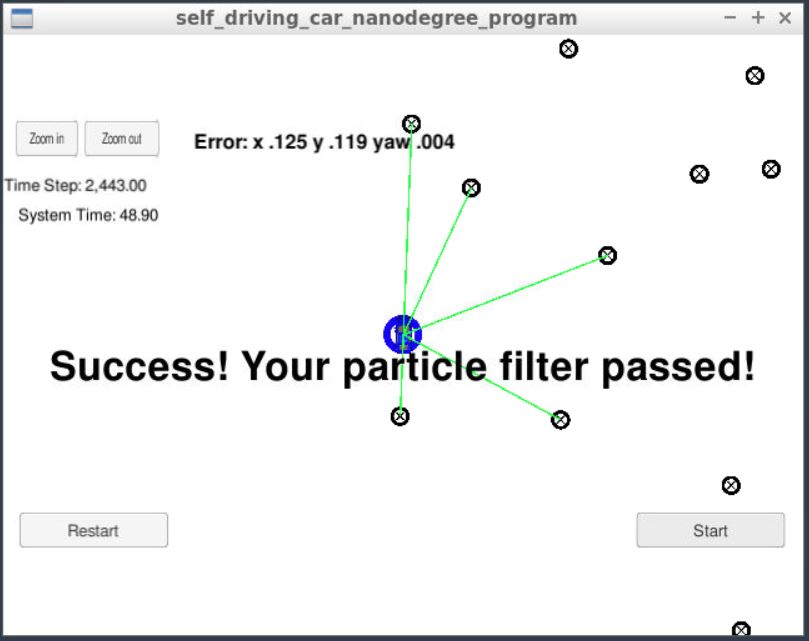 self_driving_car_nanodegree_program
Zoom in
Zoom out
Error: x .125 y .119 yaw .004
Time Step: 2,443.00
System Time: 48.90
Success! Your particle filter passed!
Restart
Start